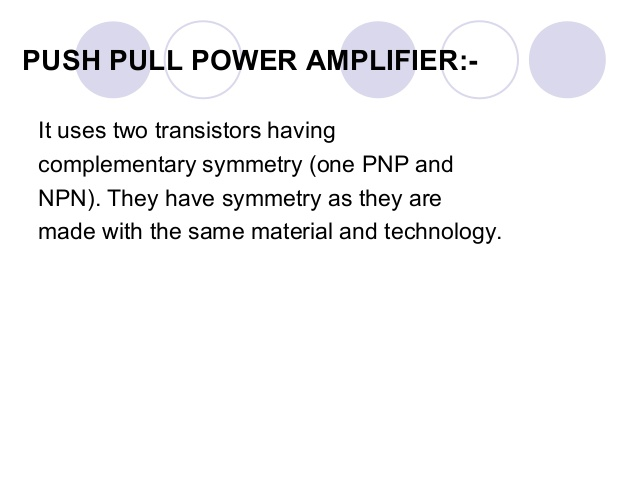 PUSH PULL POWER AMPLIFIER:-
It uses two transistors having
complementary symmetry (one PNP and
NPN). They have symmetry as they are
made with the same material and technology.